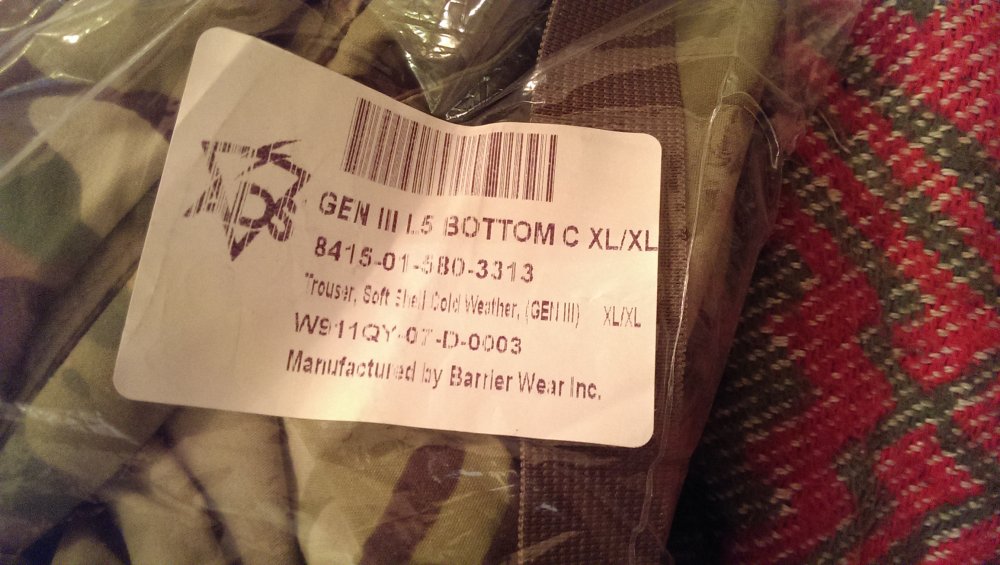 ADS
GEN III L5 BOTTOM C XL/XL
8415-01-580-3313
Trouser, Soft Shell Cold Weather, (GEN III) XL/XL
W911QY-07-D-0003
Manufactured by Barrier Wear Inc.